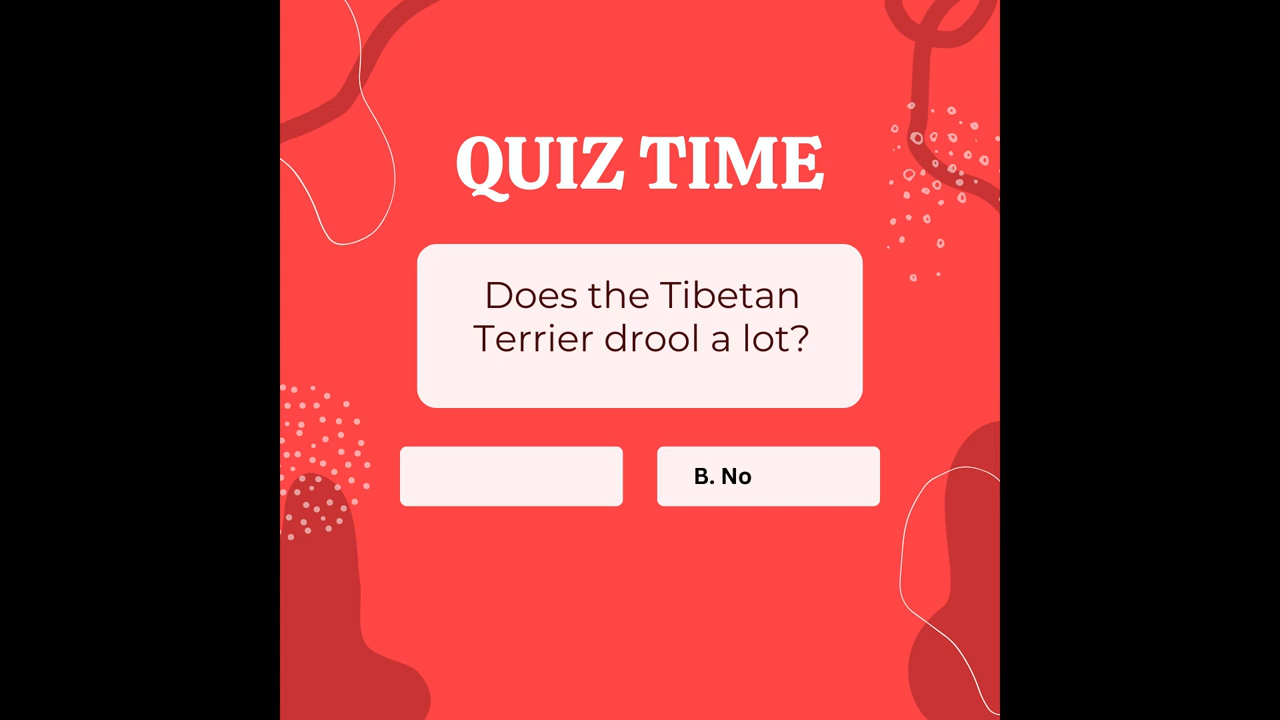 QUIZ TIME
Does the Tibetan
Terrier drool a lot?
B. No